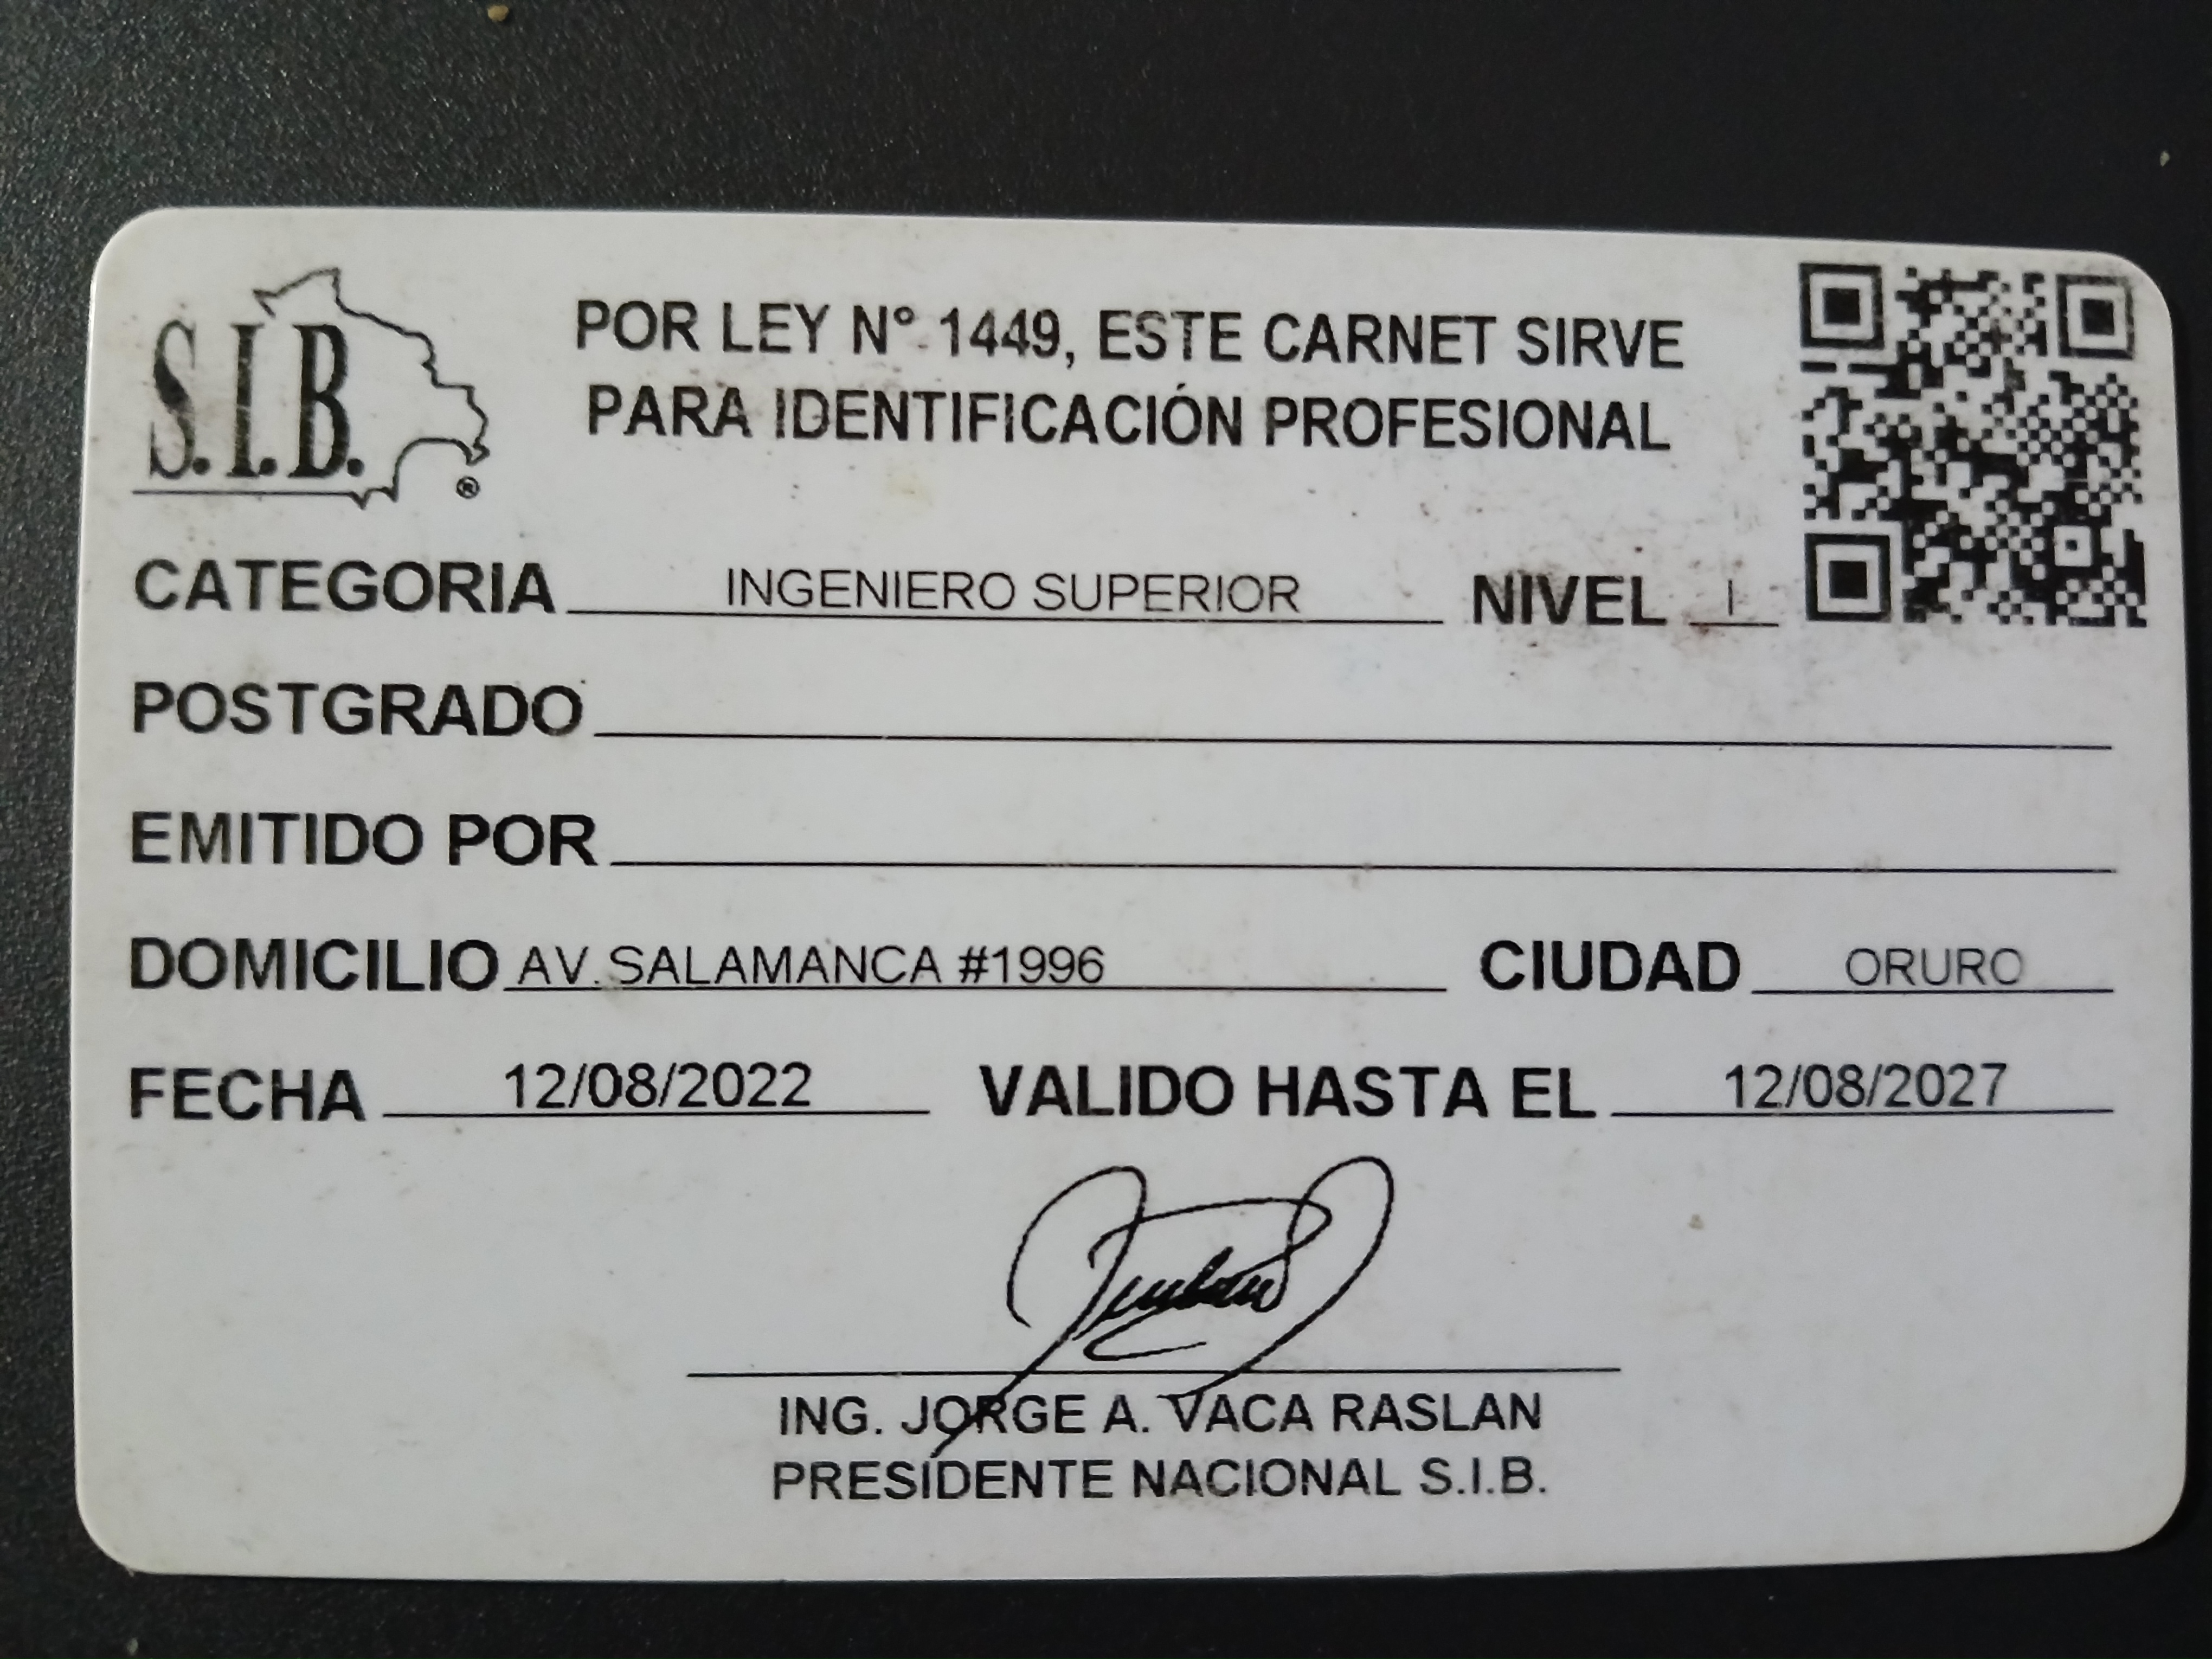 S.I.B.®
POR LEY Nº 1449, ESTE CARNET SIRVE
PARA IDENTIFICACIÓN PROFESIONAL
CATEGORIA INGENIERO SUPERIOR NIVEL I
POSTGRADO
EMITIDO POR
DOMICILIO AV. SALAMANCA #1996 CIUDAD ORURO
FECHA 12/08/2022 VALIDO HASTA EL 12/08/2027
ING. JORGE A. VACA RASLAN
PRESIDENTE NACIONAL S.I.B.